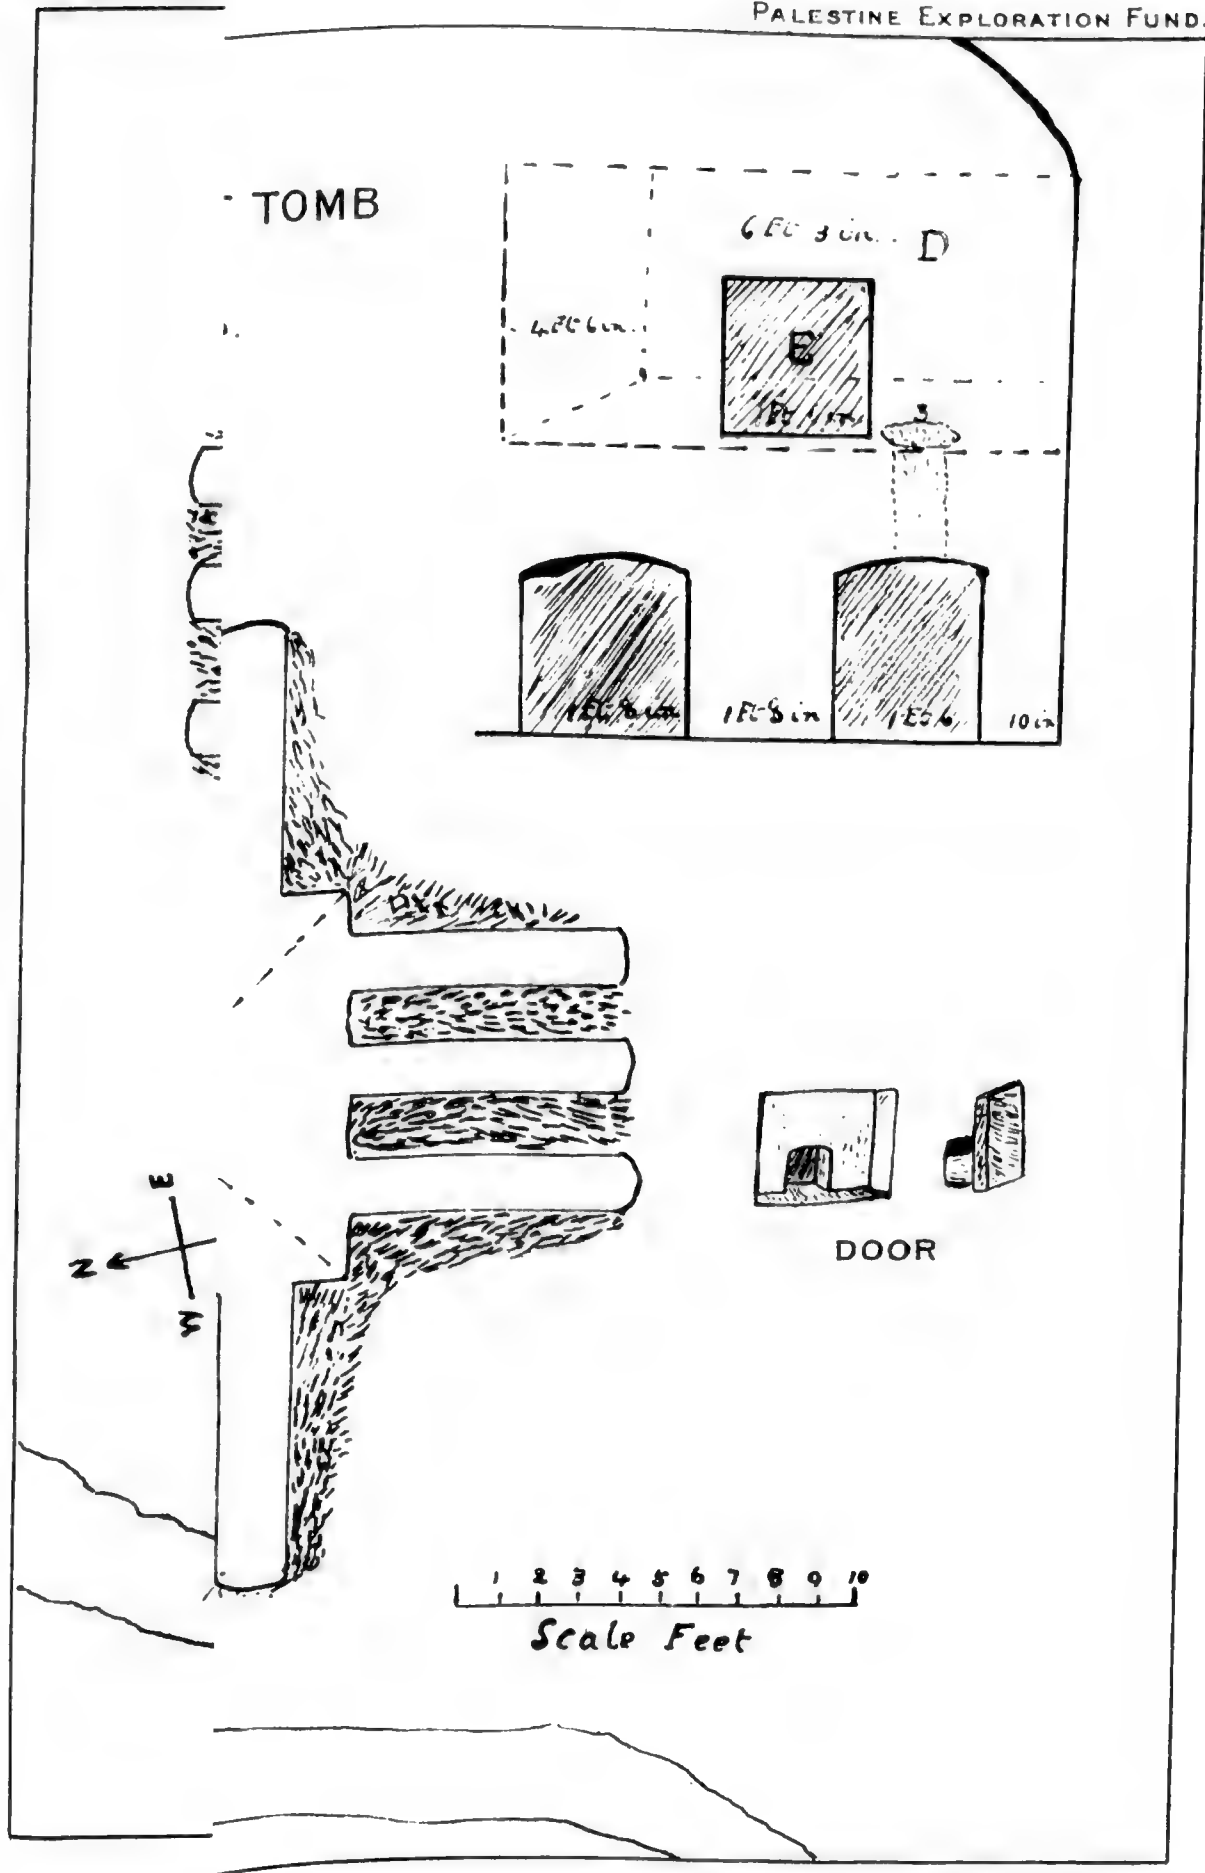 PALESTINE EXPLORATION FUND.
TOMB
6 Ft 3 in. D
4 Ft 6 in.
E
3
1 Ft 8 in
1 Ft 8 in
1 Ft 6
10 in
E
N
W
DOOR
1 2 3 4 5 6 7 8 9 10
Scale Feet